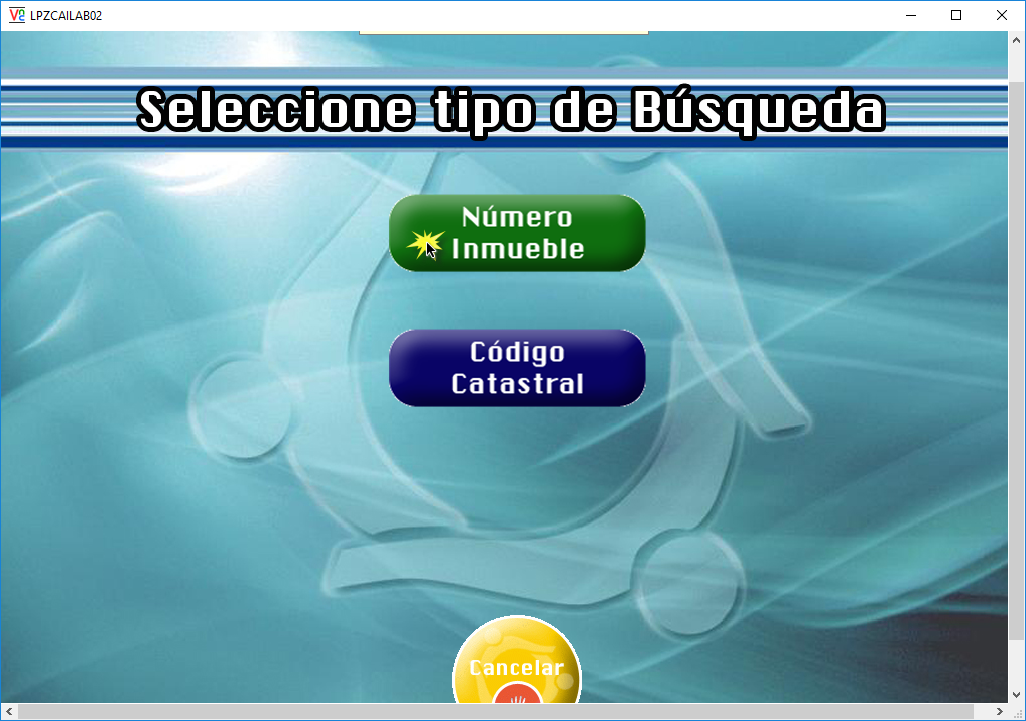 LPZCAILAB02
Seleccione tipo de Búsqueda
Número
Inmueble
Código
Catastral
Cancelar